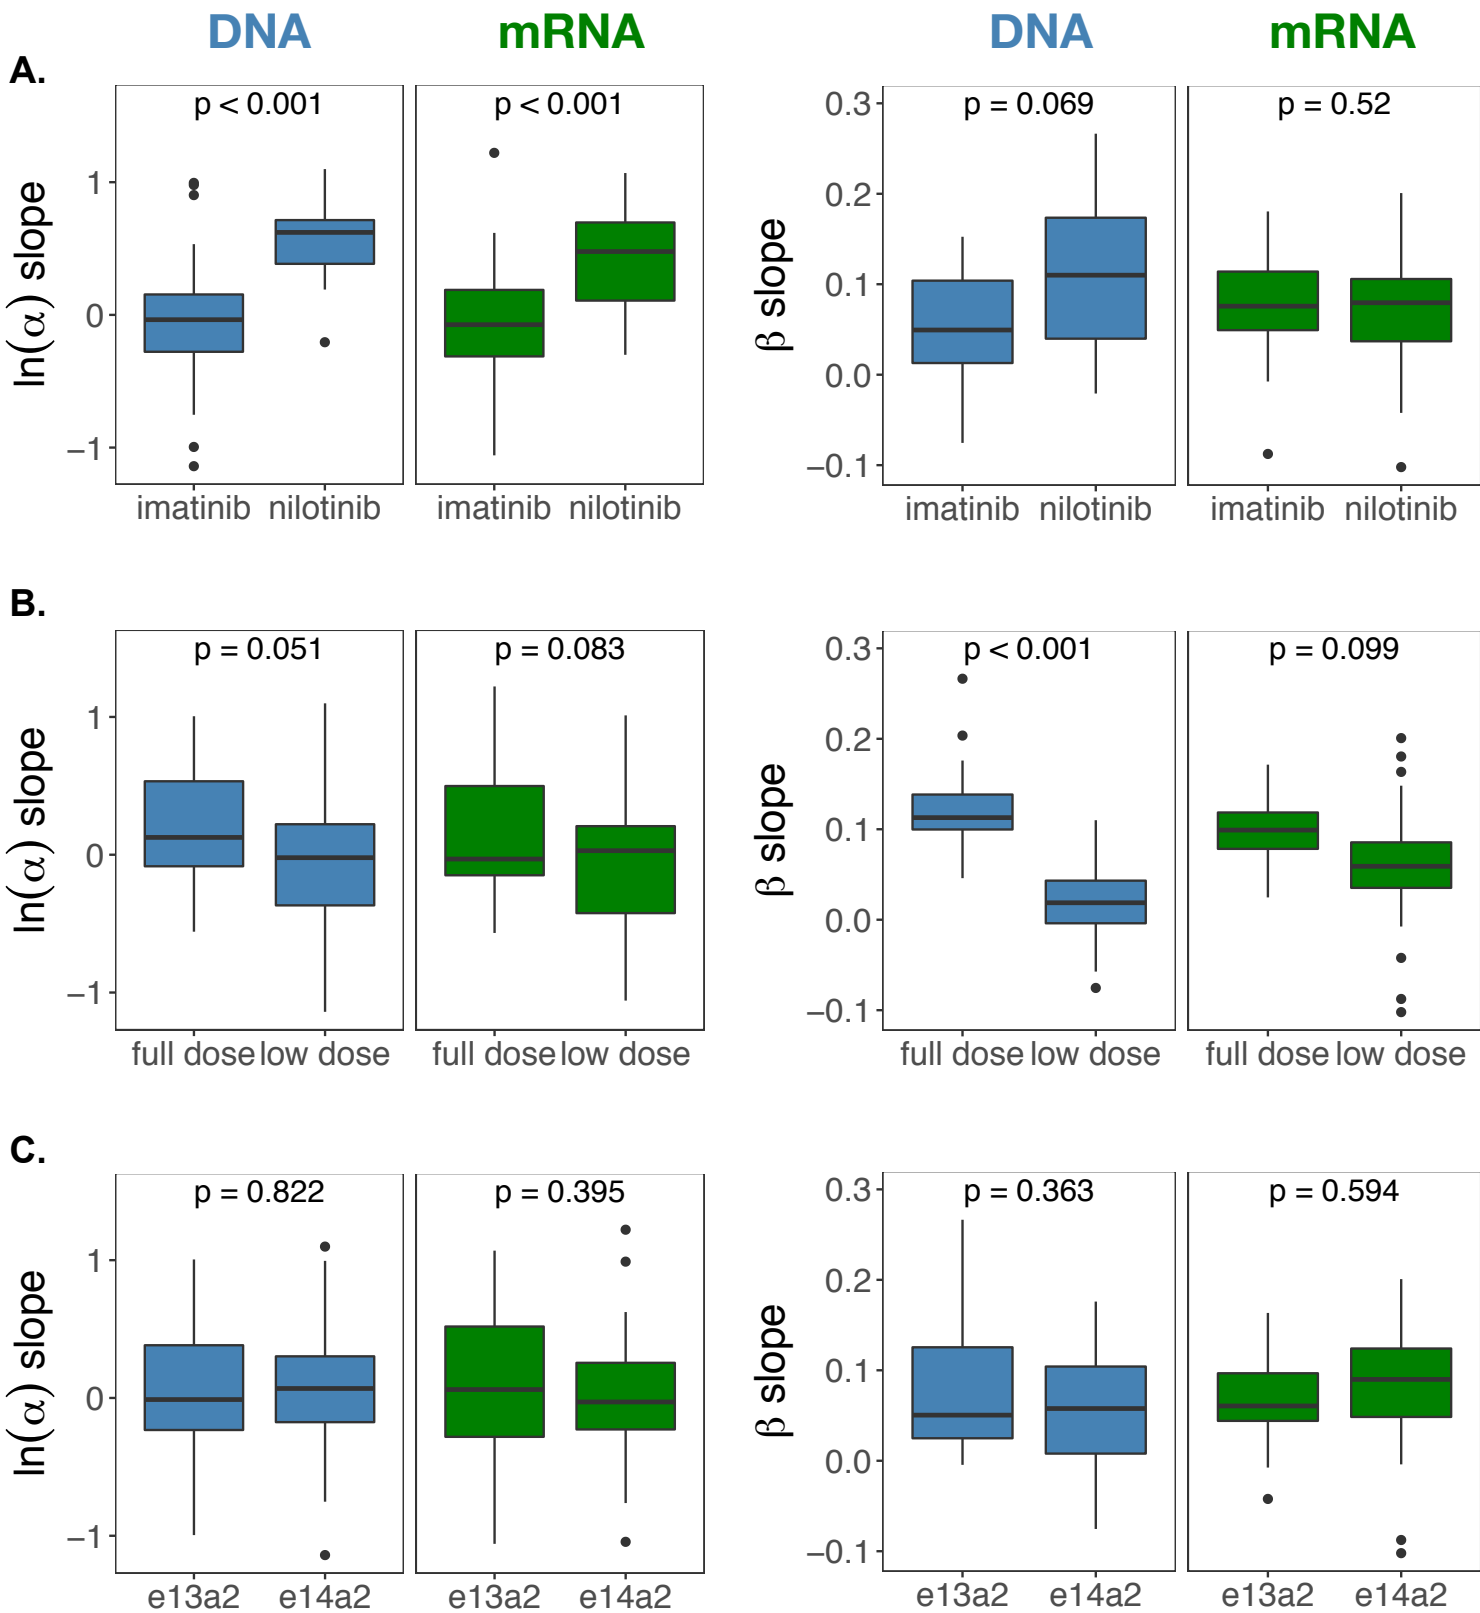 DNA mRNA DNA mRNA
A.
p < 0.001 p < 0.001 p = 0.069 p = 0.52
ln(α) slope
1
0
−1
β slope
0.3
0.2
0.1
0.0
−0.1
imatinib nilotinib imatinib nilotinib imatinib nilotinib imatinib nilotinib
B.
p = 0.051 p = 0.083 p < 0.001 p = 0.099
ln(α) slope
1
0
−1
β slope
0.3
0.2
0.1
0.0
−0.1
full dose low dose full dose low dose full dose low dose full dose low dose
C.
p = 0.822 p = 0.395 p = 0.363 p = 0.594
ln(α) slope
1
0
−1
β slope
0.3
0.2
0.1
0.0
−0.1
e13a2 e14a2 e13a2 e14a2 e13a2 e14a2 e13a2 e14a2